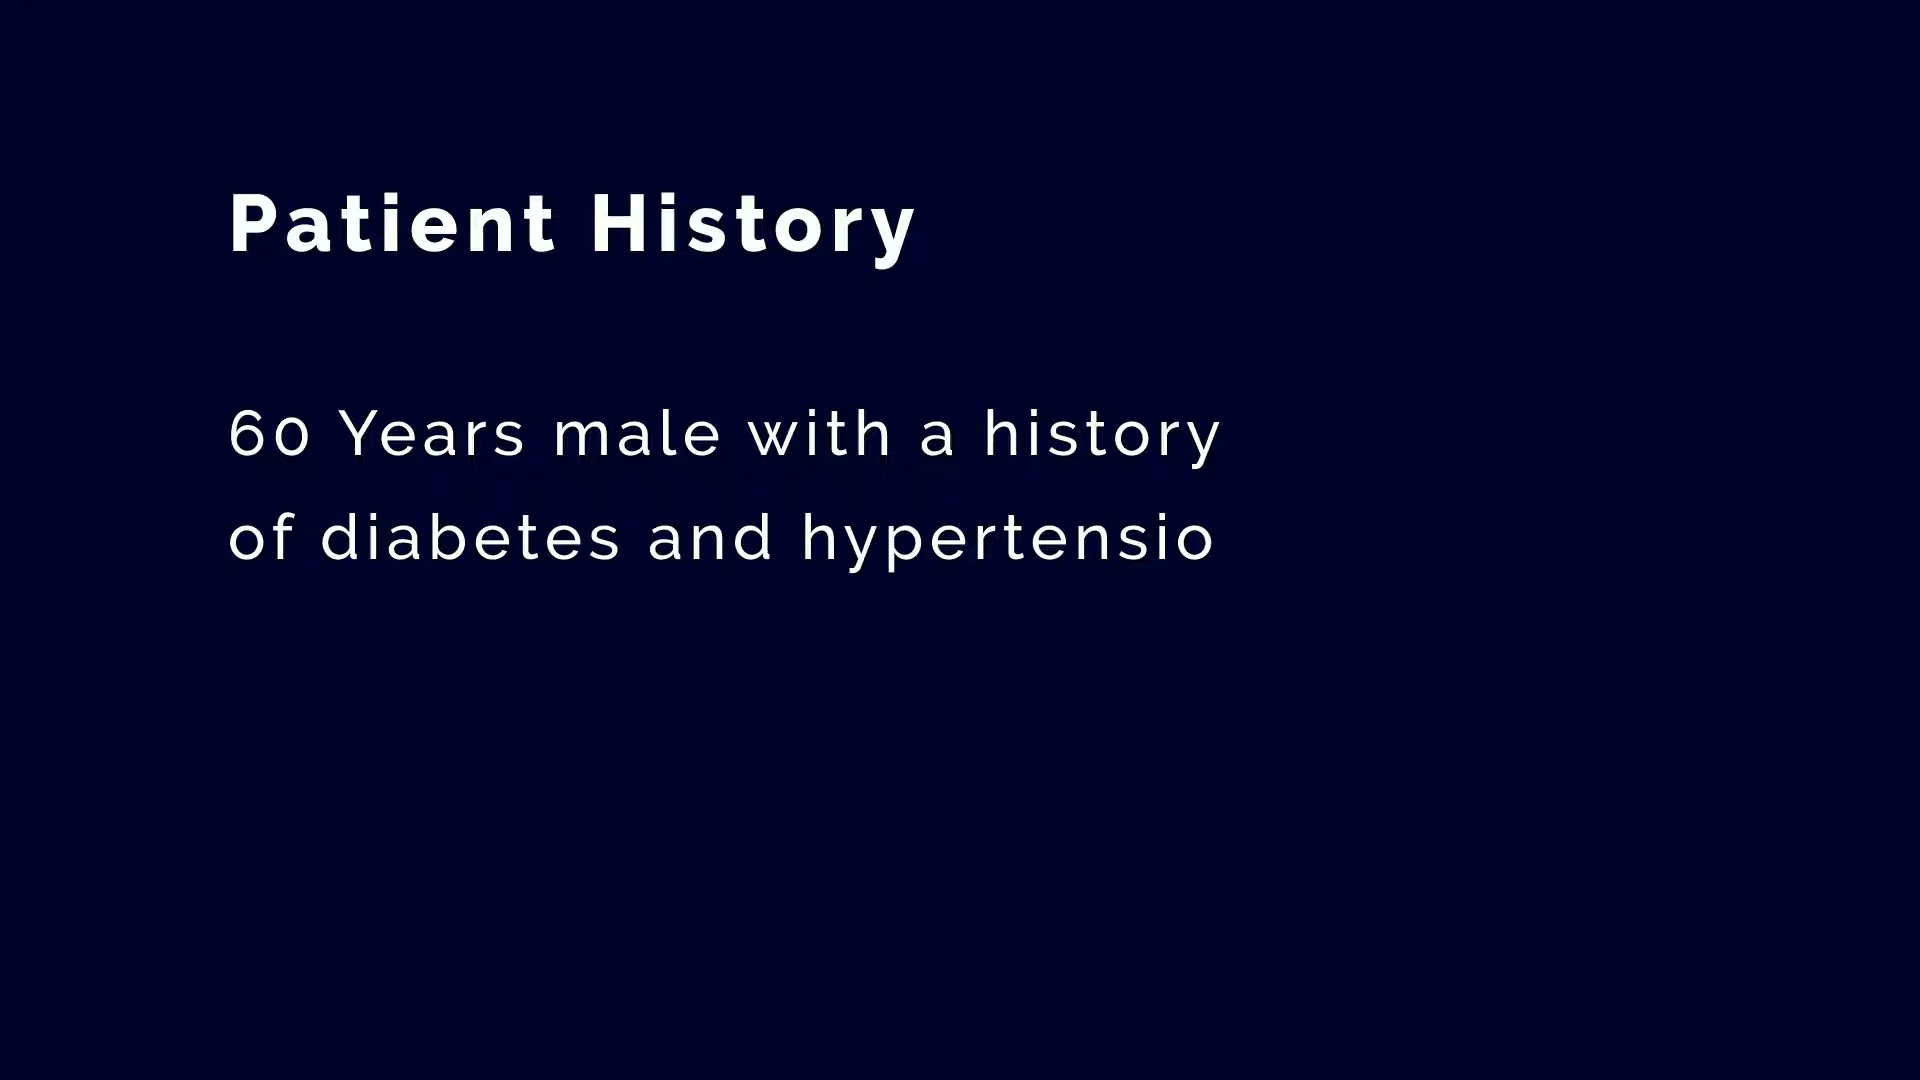 Patient History
60 Years male with a history
of diabetes and hypertensio